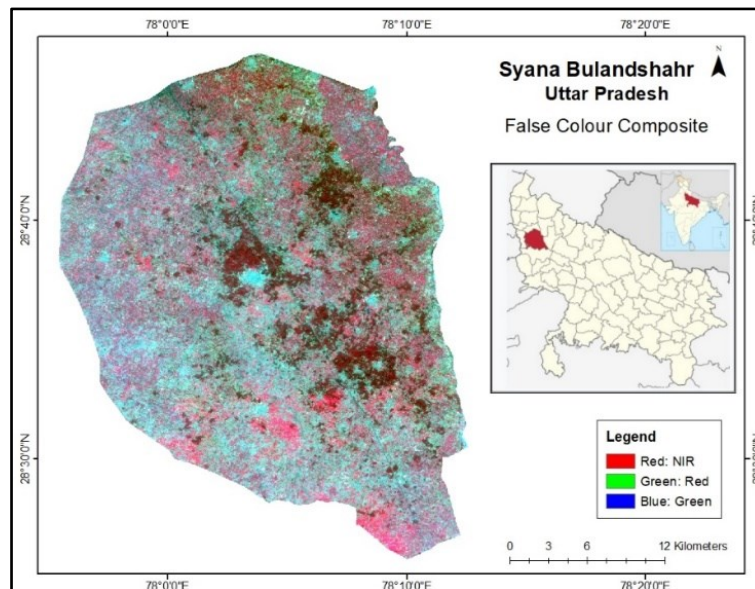 78°0'0"E
78°10'0"E
78°20'0"E
Syana Bulandshahr
Uttar Pradesh
N
False Colour Composite
28°40'0"N
28°30'0"N
Legend
Red: NIR
Green: Red
Blue: Green
0 3 6 12 Kilometers
78°0'0"E
78°10'0"E
78°20'0"E